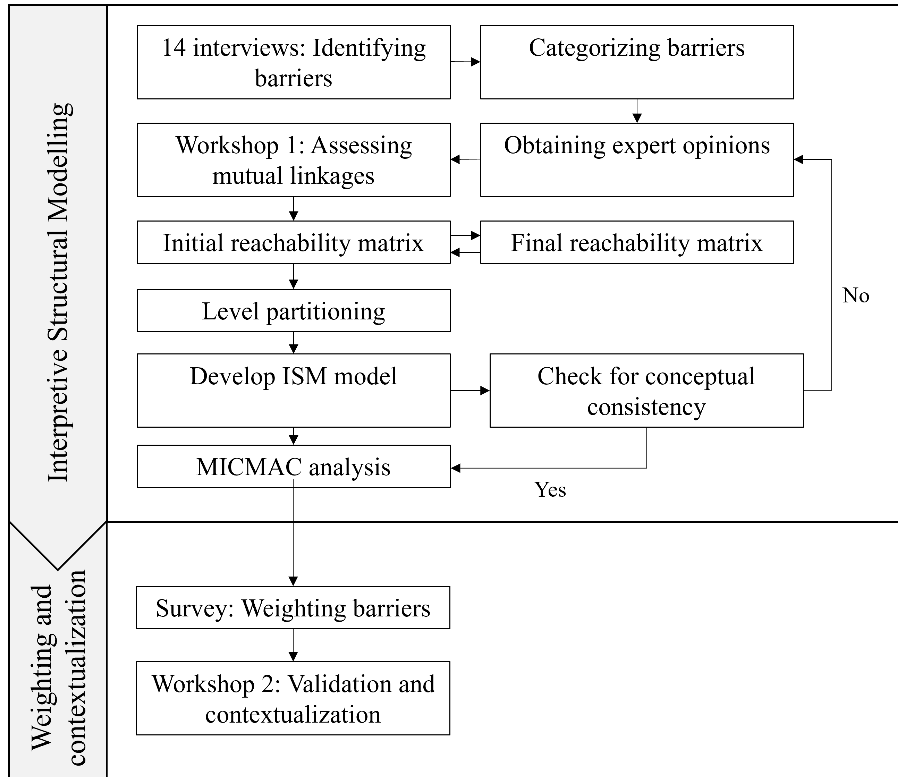 Interpretive Structural Modelling
14 interviews: Identifying
barriers
Categorizing barriers
Workshop 1: Assessing
mutual linkages
Obtaining expert opinions
Initial reachability matrix
Final reachability matrix
Level partitioning
No
Develop ISM model
Check for conceptual
consistency
MICMAC analysis
Yes
Weighting and
contextualization
Survey: Weighting barriers
Workshop 2: Validation and
contextualization